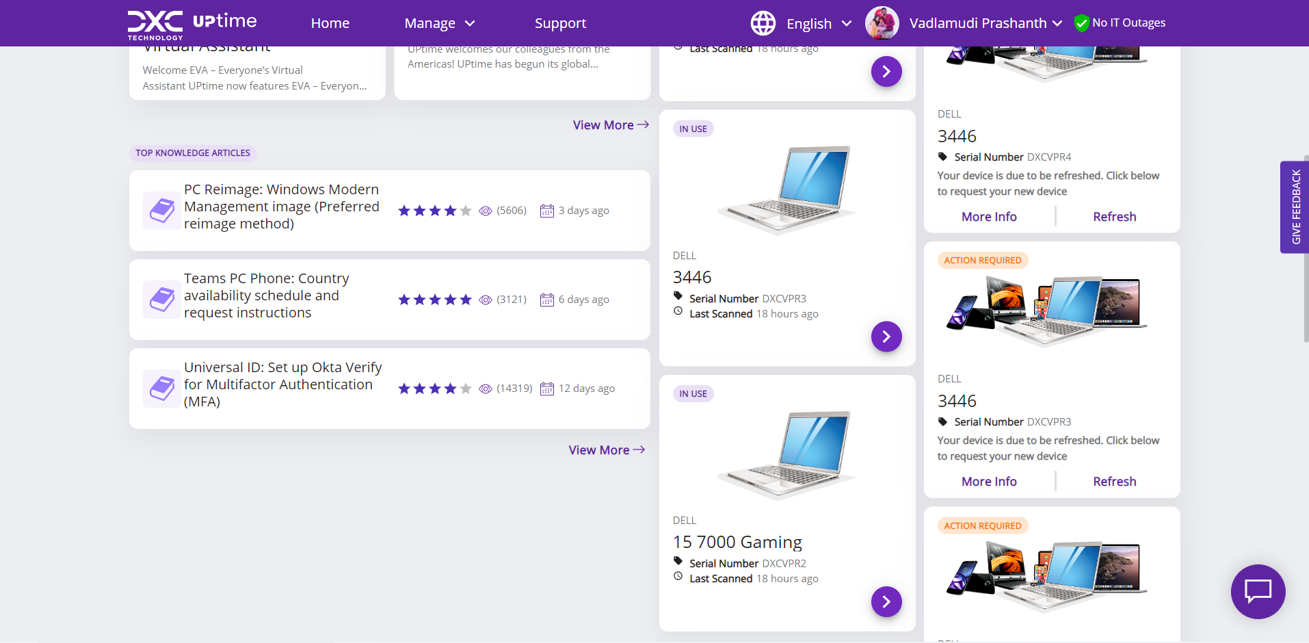 DXC
TECHNOLOGY
UPtime
Home
Manage
Support
English
Vadlamudi Prashanth
No IT Outages
Virtual Assistant
Welcome EVA – Everyone's Virtual
Assistant UPtime now features EVA – Everyon...
UPtime welcomes our colleagues from the
Americas! UPtime has begun its global...
View More
TOP KNOWLEDGE ARTICLES
PC Reimage: Windows Modern
Management image (Preferred
reimage method)
(5606)
3 days ago
Teams PC Phone: Country
availability schedule and
request instructions
(3121)
6 days ago
Universal ID: Set up Okta Verify
for Multifactor Authentication
(MFA)
(14319)
12 days ago
View More
Last Scanned 18 hours ago
IN USE
DELL
3446
Serial Number DXCVPR3
Last Scanned 18 hours ago
IN USE
DELL
15 7000 Gaming
Serial Number DXCVPR2
Last Scanned 18 hours ago
DELL
3446
Serial Number DXCVPR4
Your device is due to be refreshed. Click below
to request your new device
More Info
Refresh
ACTION REQUIRED
DELL
3446
Serial Number DXCVPR3
Your device is due to be refreshed. Click below
to request your new device
More Info
Refresh
ACTION REQUIRED
GIVE FEEDBACK